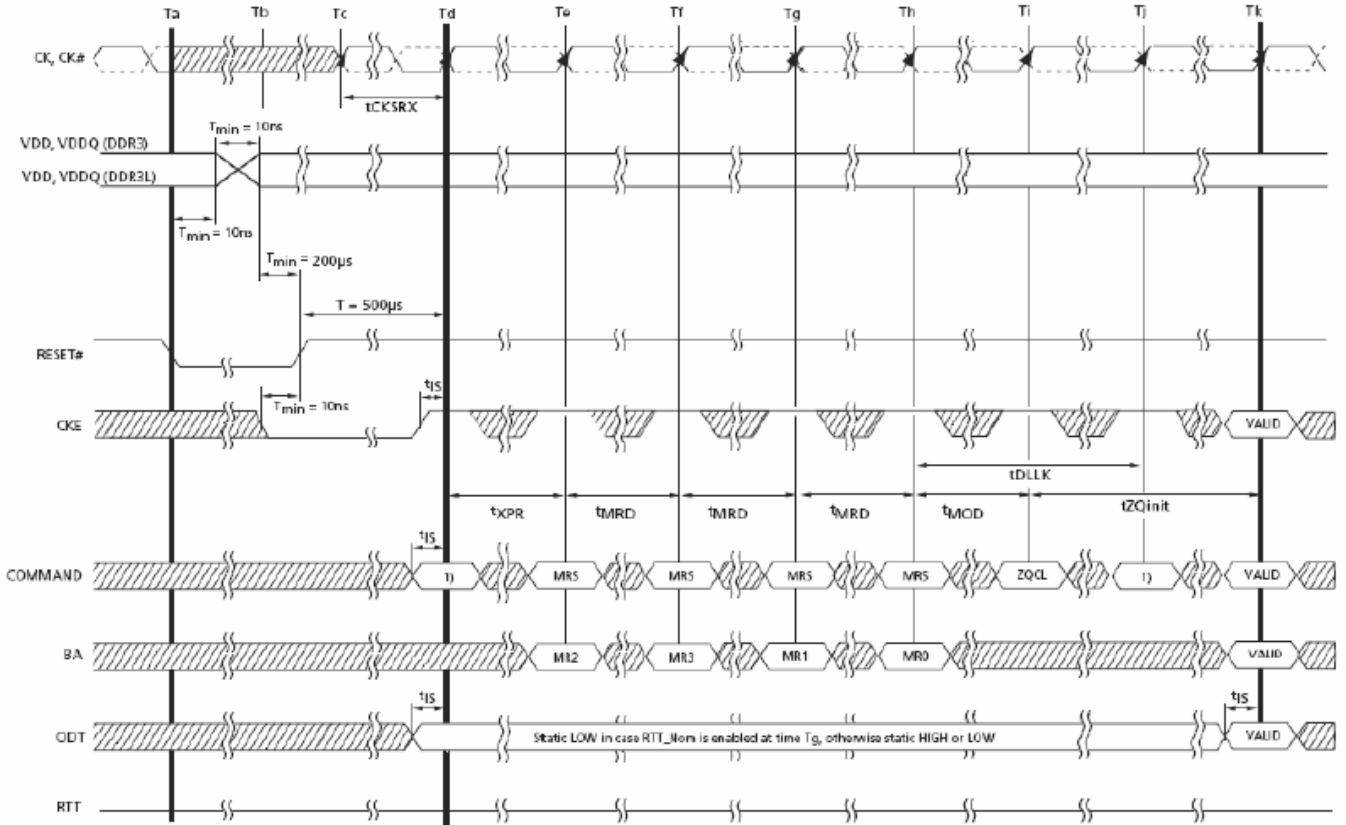 Ta Tb Tc Td Te Tf Tg Th Ti Tj Tk
CK, CK#
tCKSRX
Tmin = 10ns
VDD, VDDQ (DDR3)
VDD, VDDQ (DDR3L)
Tmin = 10ns
Tmin = 200µs
T = 500µs
RESET#
tIS
Tmin = 10ns
CKE VALID
tDLLK
tXPR tMRD tMRD tMRD tMOD tZQinit
tIS
COMMAND 1) MRS MRS MRS MRS ZQCL 1) VALID
BA MR2 MR3 MR1 MR0 VALID
tIS tIS
ODT Static LOW in case RTT_Nom is enabled at time Tg, otherwise static HIGH or LOW VALID
RTT